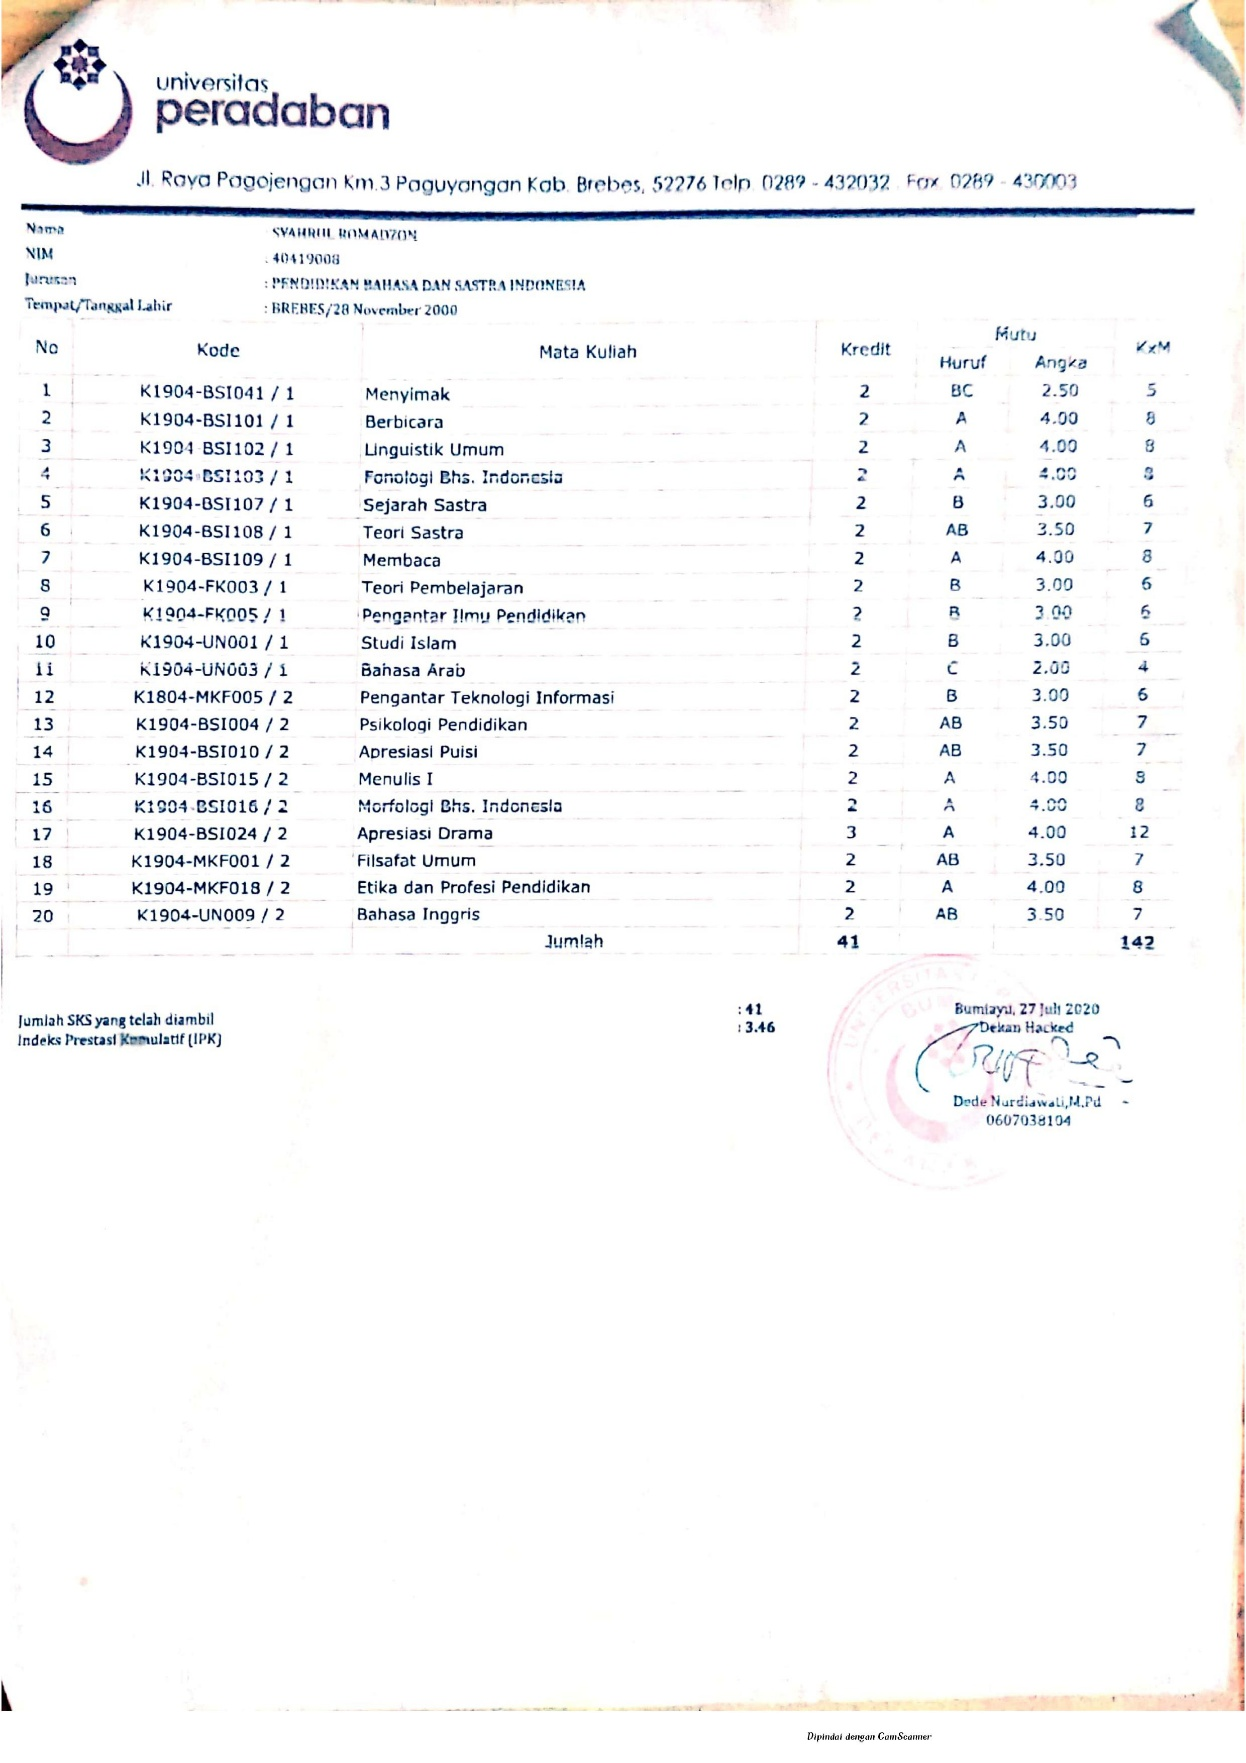 universitas
peradaban
Jl. Raya Pagojengan Km.3 Paguyangan Kab. Brebes, 52276 Telp. 0289 - 432032 Fax. 0289 - 430003
Nama SYAHRUL ROMADZON
NIM : 40419008
Jurusan : PENDIDIKAN BAHASA DAN SASTRA INDONESIA
Tempat/Tanggal Lahir : BREBES/28 November 2000
No Kode Mata Kuliah Kredit Mutu KxM
Huruf Angka
1 K1904-BSI041 / 1 Menyimak 2 BC 2.50 5
2 K1904-BSI101 / 1 Berbicara 2 A 4.00 8
3 K1904-BSI102 / 1 Linguistik Umum 2 A 4.00 8
4 K1904-BSI103 / 1 Fonologi Bhs. Indonesia 2 A 4.00 8
5 K1904-BSI107 / 1 Sejarah Sastra 2 B 3.00 6
6 K1904-BSI108 / 1 Teori Sastra 2 AB 3.50 7
7 K1904-BSI109 / 1 Membaca 2 A 4.00 8
8 K1904-FK003 / 1 Teori Pembelajaran 2 B 3.00 6
9 K1904-FK005 / 1 Pengantar Ilmu Pendidikan 2 B 3.00 6
10 K1904-UN001 / 1 Studi Islam 2 B 3.00 6
11 K1904-UN003 / 1 Bahasa Arab 2 C 2.00 4
12 K1804-MKF005 / 2 Pengantar Teknologi Informasi 2 B 3.00 6
13 K1904-BSI004 / 2 Psikologi Pendidikan 2 AB 3.50 7
14 K1904-BSI010 / 2 Apresiasi Puisi 2 AB 3.50 7
15 K1904-BSI015 / 2 Menulis I 2 A 4.00 8
16 K1904-BSI016 / 2 Morfologi Bhs. Indonesia 2 A 4.00 8
17 K1904-BSI024 / 2 Apresiasi Drama 3 A 4.00 12
18 K1904-MKF001 / 2 Filsafat Umum 2 AB 3.50 7
19 K1904-MKF018 / 2 Etika dan Profesi Pendidikan 2 A 4.00 8
20 K1904-UN009 / 2 Bahasa Inggris 2 AB 3.50 7
Jumlah 41 142
Jumlah SKS yang telah diambil : 41
Indeks Prestasi Kumulatif (IPK) : 3.46
Bumiayu, 27 Juli 2020
Dekan Hacked
Dede Nurdiawati,M.Pd
0607038104
Dipindai dengan CamScanner